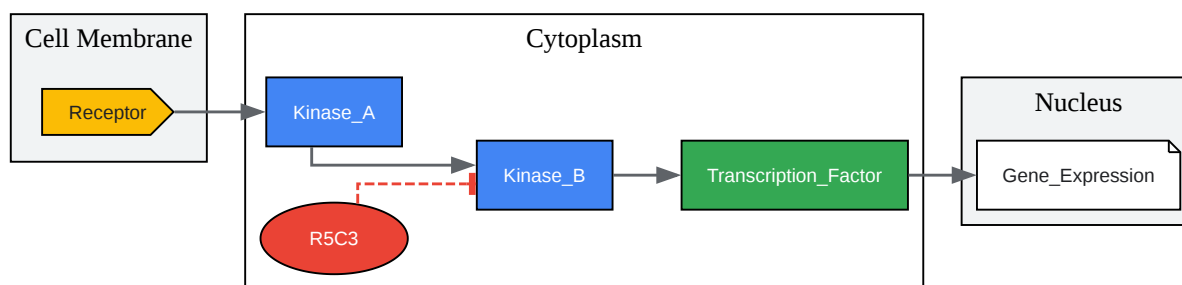 Cell Membrane
Receptor
Cytoplasm
Kinase_A
Kinase_B
R5C3
Transcription_Factor
Nucleus
Gene_Expression